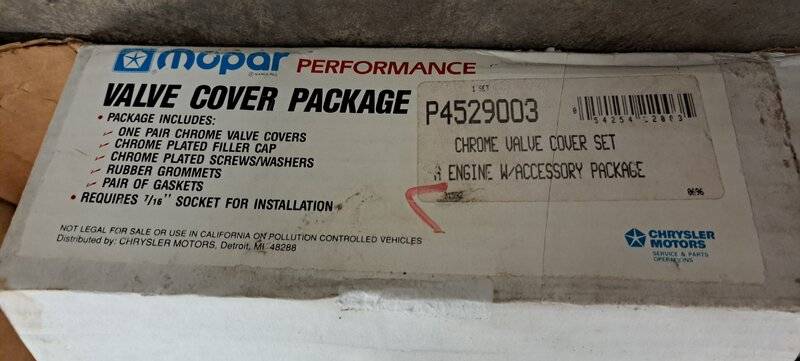 mopar PERFORMANCE
VALVE COVER PACKAGE
• PACKAGE INCLUDES:
ONE PAIR CHROME VALVE COVERS
CHROME PLATED FILLER CAP
CHROME PLATED SCREWS/WASHERS
RUBBER GROMMETS
PAIR OF GASKETS
• REQUIRES 7/16" SOCKET FOR INSTALLATION
NOT LEGAL FOR SALE OR USE IN CALIFORNIA ON POLLUTION CONTROLLED VEHICLES
Distributed by: CHRYSLER MOTORS, Detroit, MI 48288
1 SET
P4529003
CHROME VALVE COVER SET
A ENGINE W/ACCESSORY PACKAGE
0696
CHRYSLER
MOTORS
SERVICE & PARTS
OPERATIONS